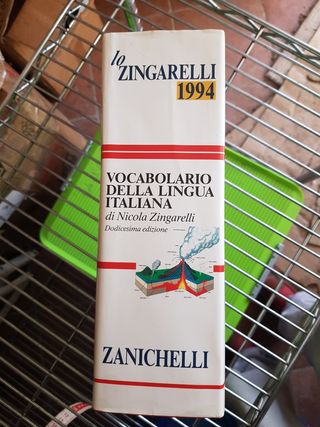 lo
ZINGARELLI
1994
VOCABOLARIO
DELLA LINGUA
ITALIANA
di Nicola Zingarelli
Dodicesima edizione
ZANICHELLI